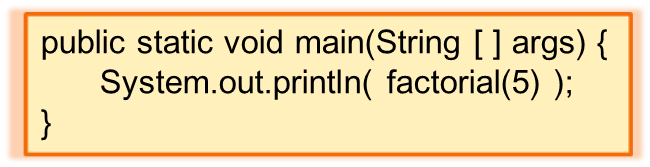 public static void main(String [ ] args) {
System.out.println( factorial(5) );
}